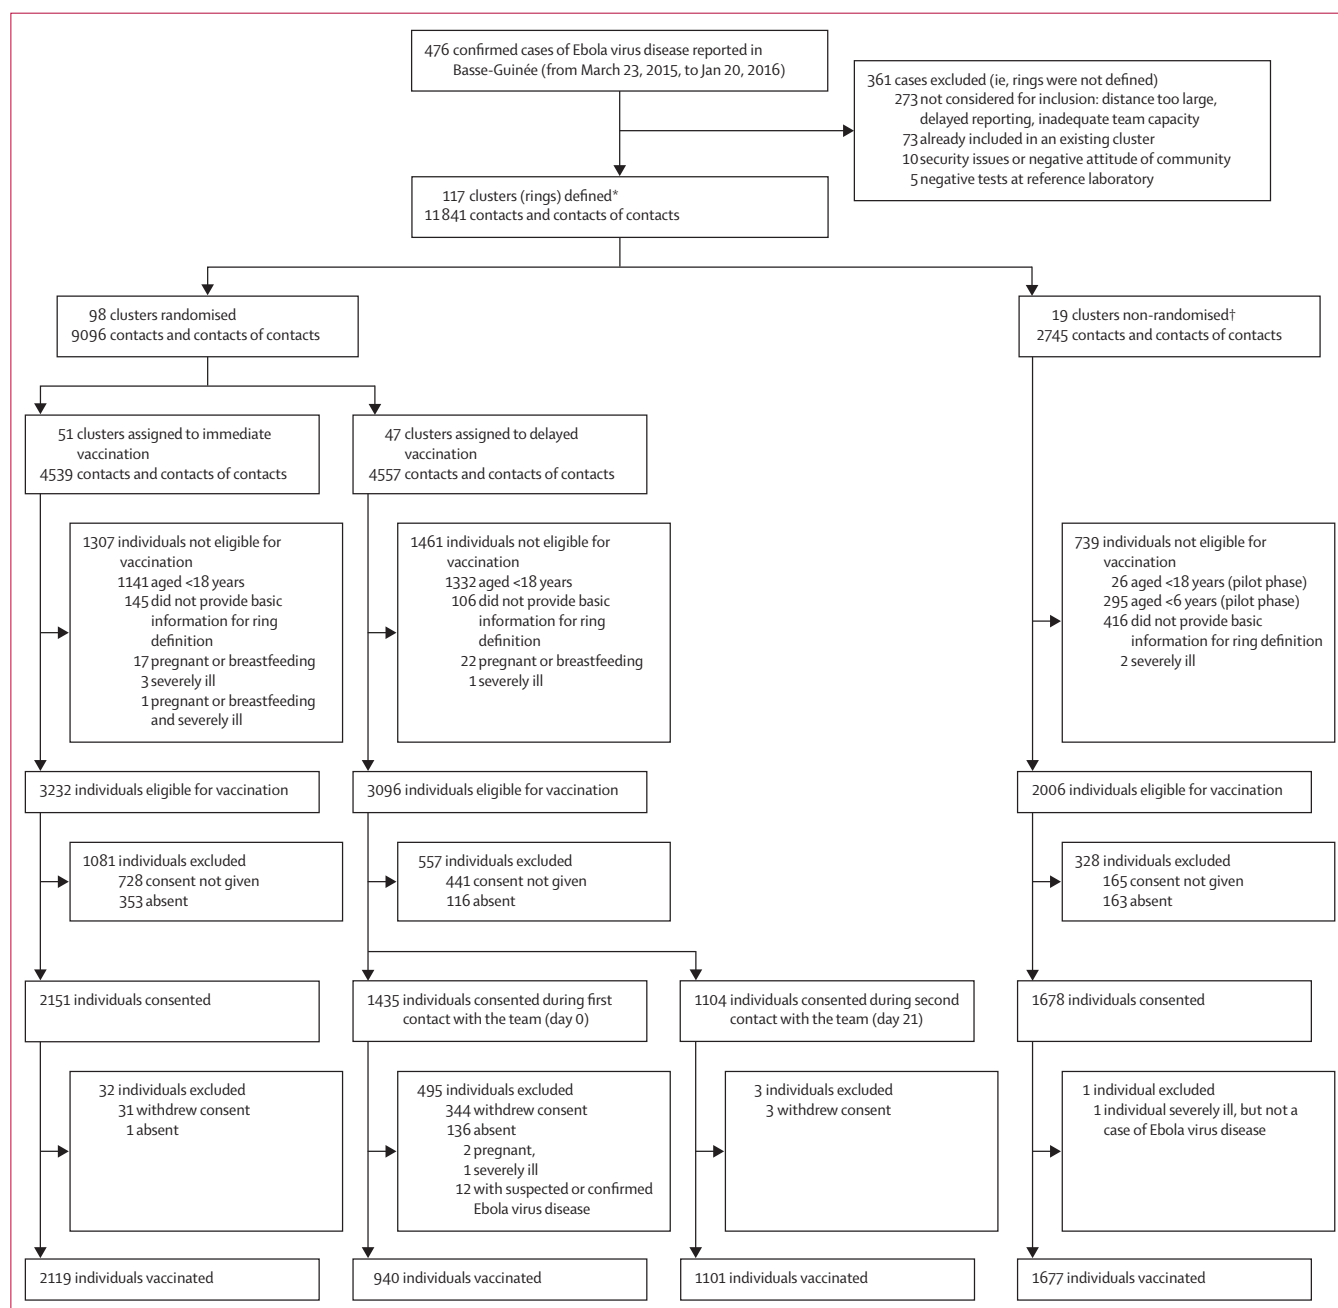 476 confirmed cases of Ebola virus disease reported in
Basse-Guinée (from March 23, 2015, to Jan 20, 2016)
361 cases excluded (ie, rings were not defined)
273 not considered for inclusion: distance too large,
delayed reporting, inadequate team capacity
73 already included in an existing cluster
10 security issues or negative attitude of community
5 negative tests at reference laboratory
117 clusters (rings) defined*
11 841 contacts and contacts of contacts
98 clusters randomised
9096 contacts and contacts of contacts
19 clusters non-randomised†
2745 contacts and contacts of contacts
51 clusters assigned to immediate
vaccination
4539 contacts and contacts of contacts
47 clusters assigned to delayed
vaccination
4557 contacts and contacts of contacts
1307 individuals not eligible for
vaccination
1141 aged <18 years
145 did not provide basic
information for ring
definition
17 pregnant or breastfeeding
3 severely ill
1 pregnant or breastfeeding
and severely ill
1461 individuals not eligible for
vaccination
1332 aged <18 years
106 did not provide basic
information for ring
definition
22 pregnant or breastfeeding
1 severely ill
739 individuals not eligible for
vaccination
26 aged <18 years (pilot phase)
295 aged <6 years (pilot phase)
416 did not provide basic
information for ring definition
2 severely ill
3232 individuals eligible for vaccination
3096 individuals eligible for vaccination
2006 individuals eligible for vaccination
1081 individuals excluded
728 consent not given
353 absent
557 individuals excluded
441 consent not given
116 absent
328 individuals excluded
165 consent not given
163 absent
2151 individuals consented
1435 individuals consented during first
contact with the team (day 0)
1104 individuals consented during second
contact with the team (day 21)
1678 individuals consented
32 individuals excluded
31 withdrew consent
1 absent
495 individuals excluded
344 withdrew consent
136 absent
2 pregnant,
1 severely ill
12 with suspected or confirmed
Ebola virus disease
3 individuals excluded
3 withdrew consent
1 individual excluded
1 individual severely ill, but not a
case of Ebola virus disease
2119 individuals vaccinated
940 individuals vaccinated
1101 individuals vaccinated
1677 individuals vaccinated